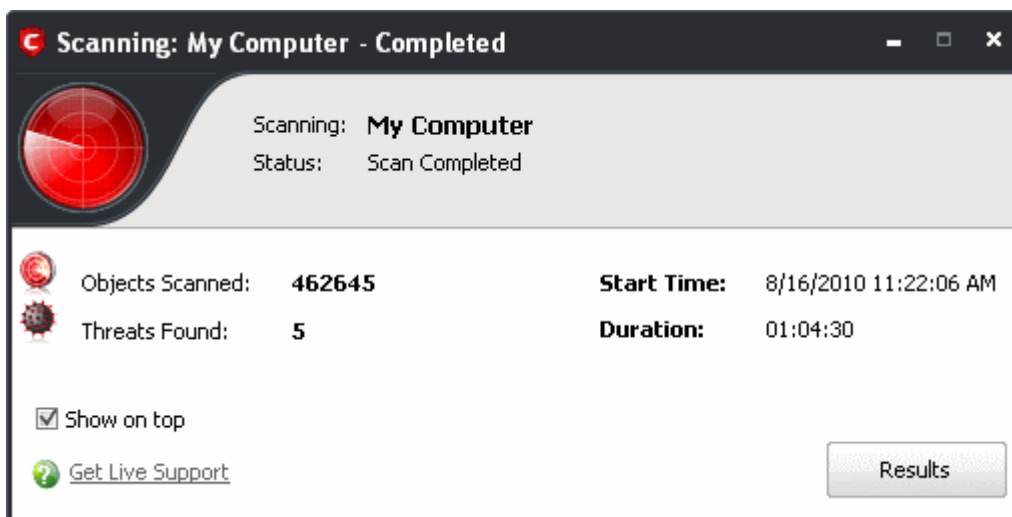 Scanning: My Computer - Completed
Scanning: My Computer
Status: Scan Completed
Objects Scanned: 462645
Start Time: 8/16/2010 11:22:06 AM
Threats Found: 5
Duration: 01:04:30
Show on top
Get Live Support
Results